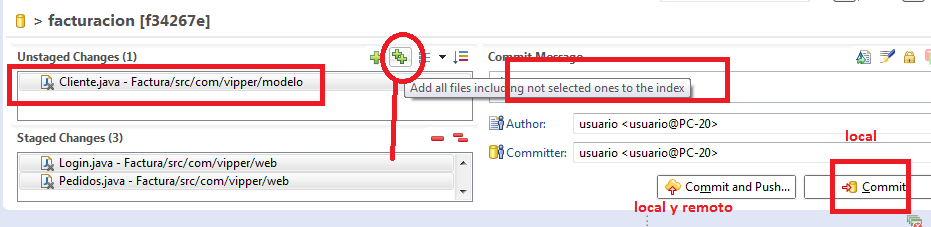 > facturacion [f34267e]
Unstaged Changes (1)
Cliente.java - Factura/src/com/vipper/modelo
Commit Message
Add all files including not selected ones to the index
Staged Changes (3)
Login.java - Factura/src/com/vipper/web
Pedidos.java - Factura/src/com/vipper/web
Author: usuario <usuario@PC-20>
local
Committer: usuario <usuario@PC-20>
Commit and Push...
Commit
local y remoto